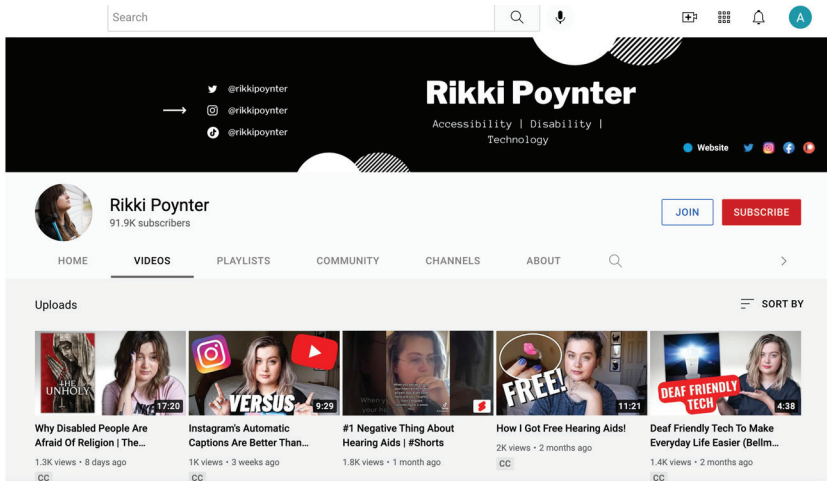 Search
A
@rikkipoynter
@rikkipoynter
@rikkipoynter
Rikki Poynter
Accessibility | Disability |
Technology
Website
Rikki Poynter
91.9K subscribers
JOIN
SUBSCRIBE
HOME VIDEOS PLAYLISTS COMMUNITY CHANNELS ABOUT
Uploads
SORT BY
THE
UNHOLY
17:20
Why Disabled People Are
Afraid Of Religion | The...
1.3K views • 8 days ago
CC
VERSUS
9:29
Instagram's Automatic
Captions Are Better Than...
1K views • 3 weeks ago
CC
#1 Negative Thing About
Hearing Aids | #Shorts
1.8K views • 1 month ago
FREE!
11:21
How I Got Free Hearing Aids!
2K views • 2 months ago
CC
DEAF FRIENDLY
TECH
4:38
Deaf Friendly Tech To Make
Everyday Life Easier (Bellm...
1.4K views • 2 months ago
CC